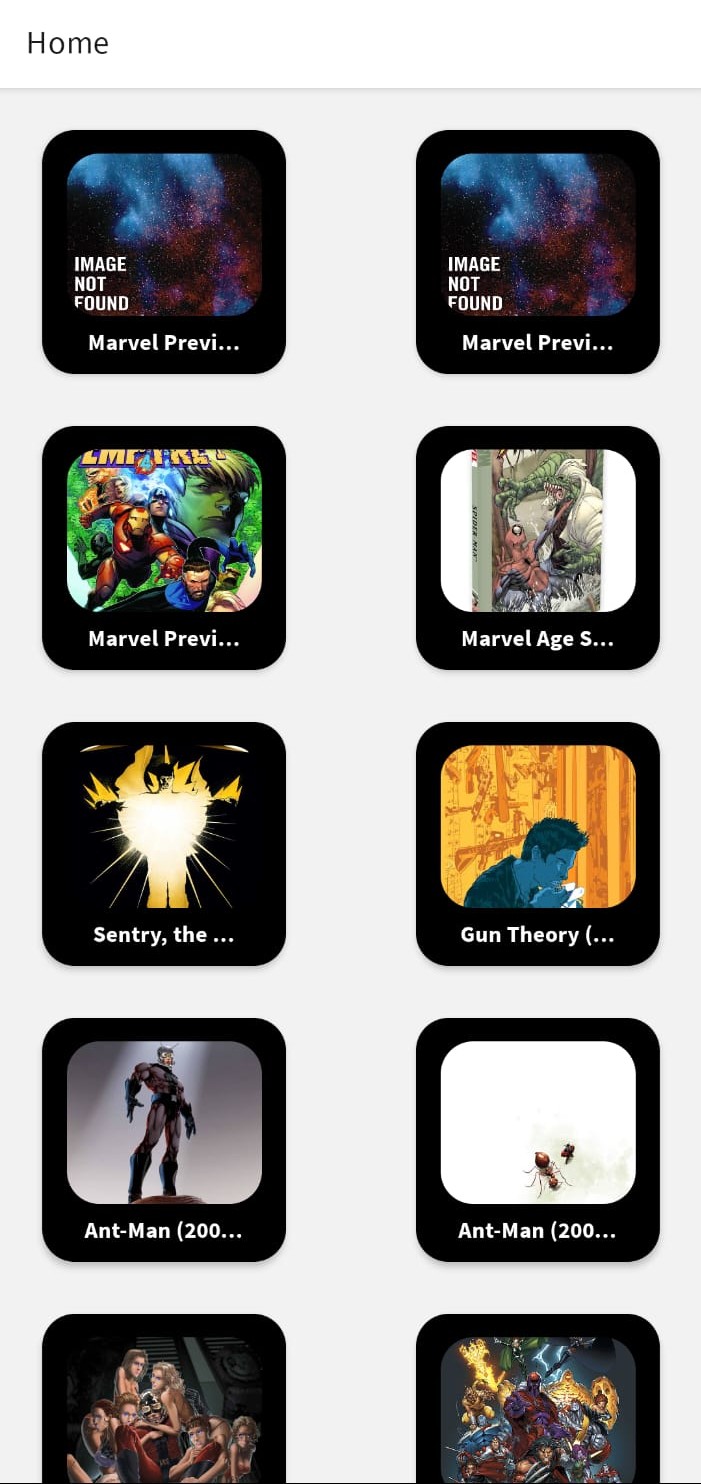 Home
IMAGE
NOT
FOUND
Marvel Previ...
IMAGE
NOT
FOUND
Marvel Previ...
Marvel Previ...
SPIDER-MAN
Marvel Age S...
Sentry, the ...
Gun Theory (...
Ant-Man (200...
Ant-Man (200...